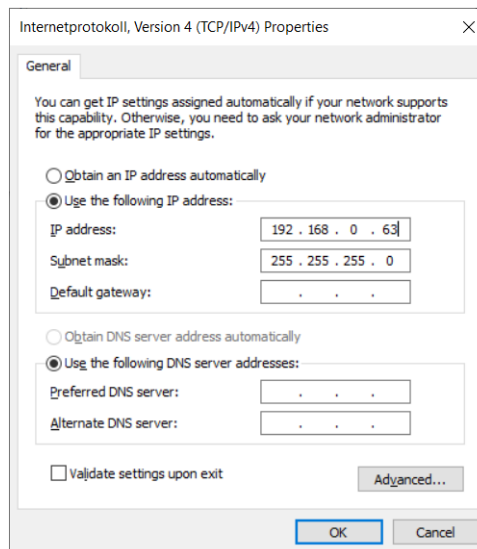 Internetprotokoll, Version 4 (TCP/IPv4) Properties
General
You can get IP settings assigned automatically if your network supports
this capability. Otherwise, you need to ask your network administrator
for the appropriate IP settings.
Obtain an IP address automatically
Use the following IP address:
IP address: 192 . 168 . 0 . 63
Subnet mask: 255 . 255 . 255 . 0
Default gateway: . . .
Obtain DNS server address automatically
Use the following DNS server addresses:
Preferred DNS server: . . .
Alternate DNS server: . . .
Validate settings upon exit
Advanced...
OK Cancel